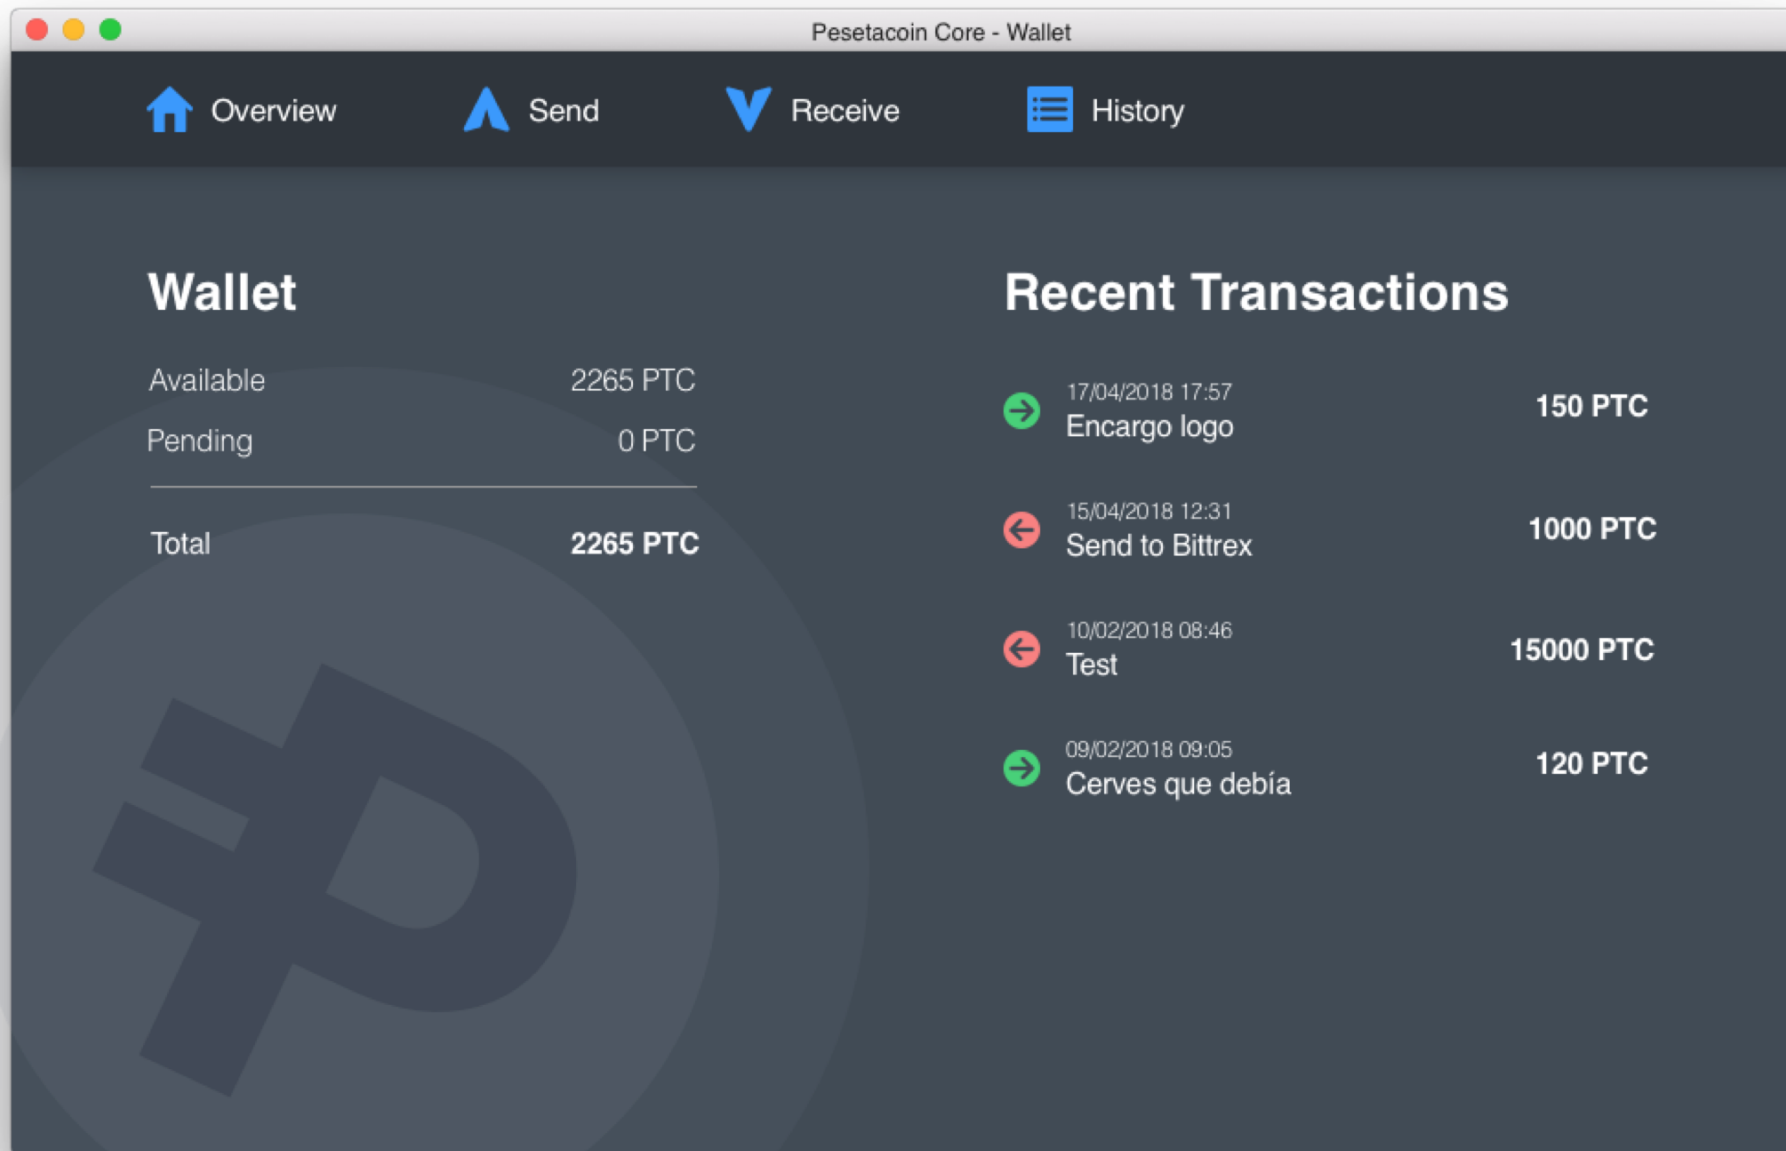 Pesetacoin Core - Wallet
Overview
Send
Receive
History
Wallet
Available 2265 PTC
Pending 0 PTC
Total 2265 PTC
Recent Transactions
17/04/2018 17:57
Encargo logo
150 PTC
15/04/2018 12:31
Send to Bittrex
1000 PTC
10/02/2018 08:46
Test
15000 PTC
09/02/2018 09:05
Cerves que debía
120 PTC